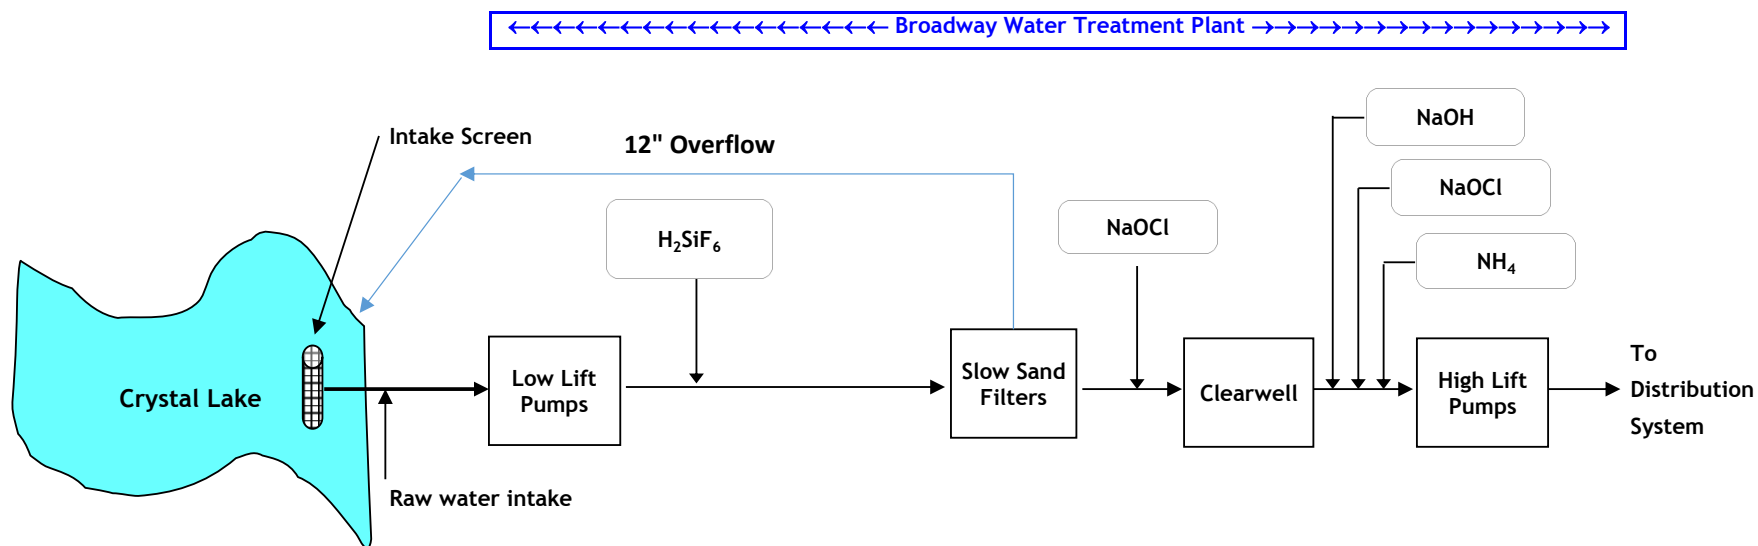 ←←←←←←←←←←←←←←←←← Broadway Water Treatment Plant →→→→→→→→→→→→→→→→
NaOH
Intake Screen
12" Overflow
NaOCl
H₂SiF₆
NaOCl
NH₄
Crystal Lake
Low Lift
Pumps
Slow Sand
Filters
Clearwell
High Lift
Pumps
To
Distribution
System
Raw water intake